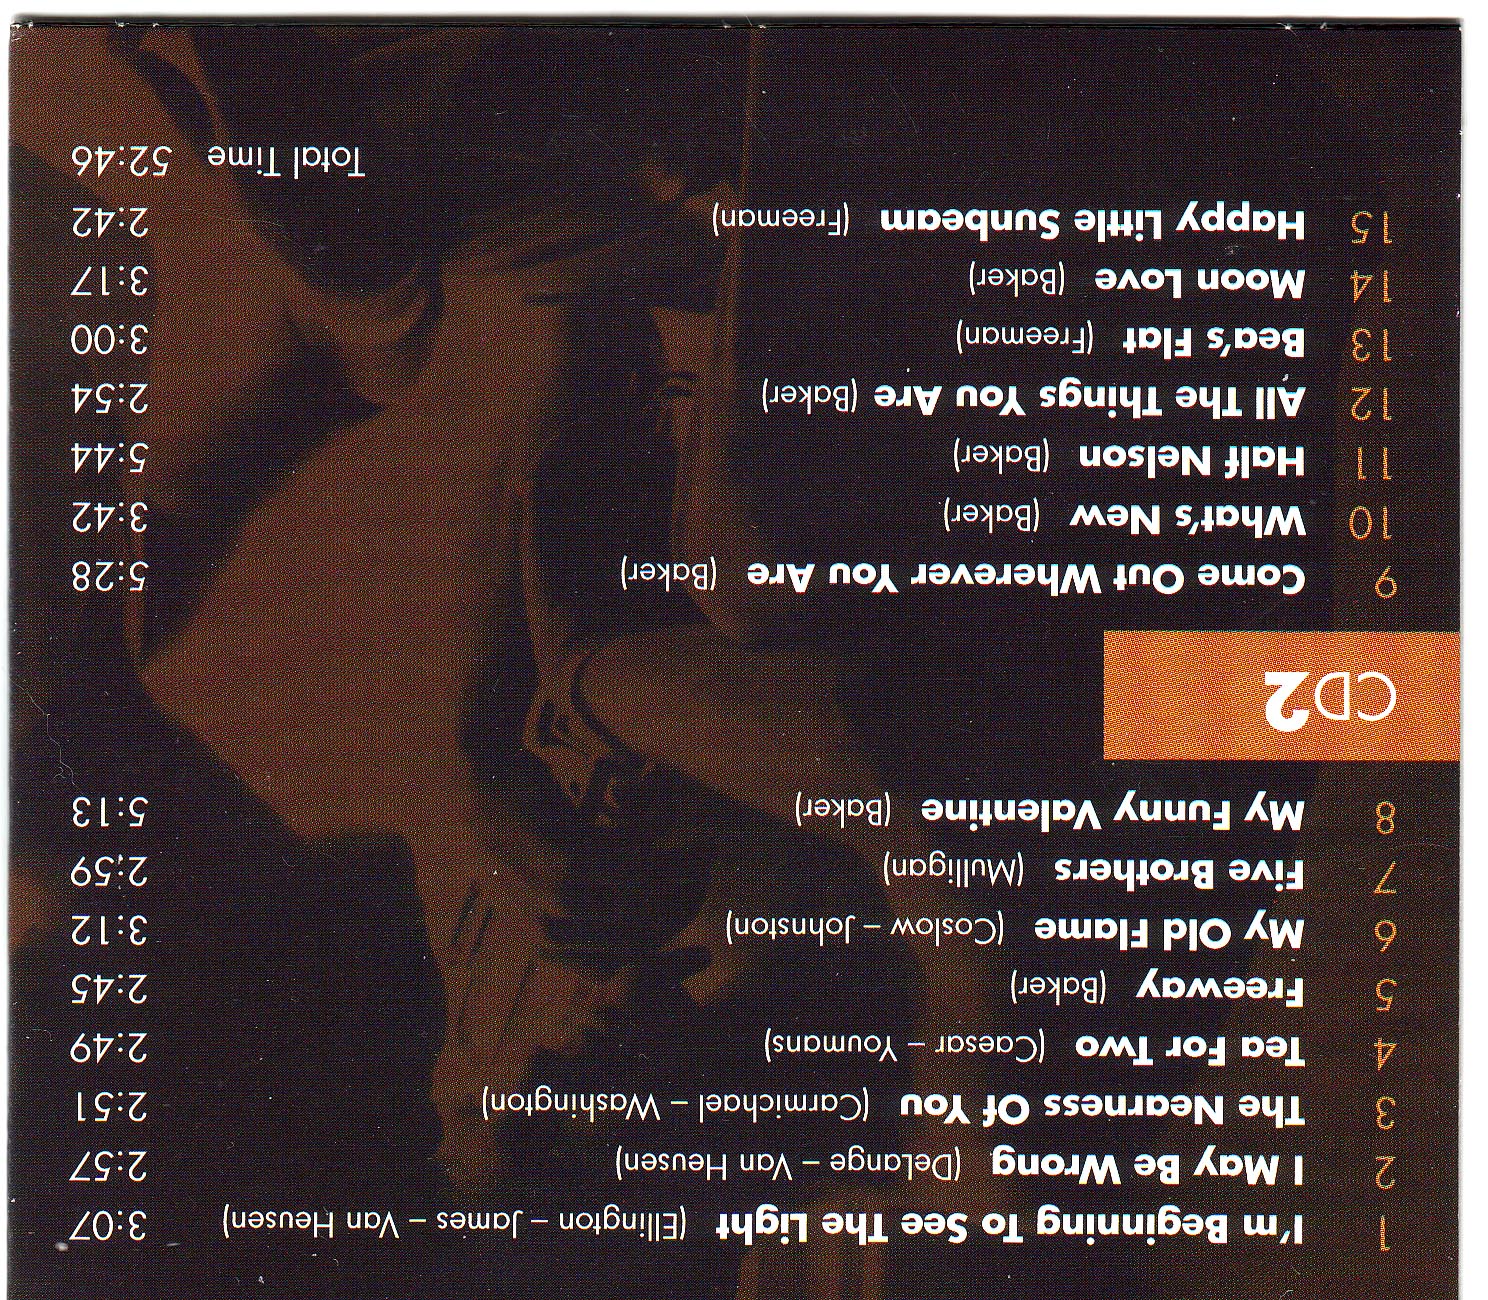 1 I'm Beginning To See The Light (Ellington – James – Van Heusen) 3:07
2 I May Be Wrong (DeLange – Van Heusen) 2:57
3 The Nearness Of You (Carmichael – Washington) 2:51
4 Tea For Two (Caesar – Youmans) 2:49
5 Freeway (Baker) 2:45
6 My Old Flame (Coslow – Johnston) 3:12
7 Five Brothers (Mulligan) 2:59
8 My Funny Valentine (Baker) 5:13
CD2
9 Come Out Wherever You Are (Baker) 5:28
10 What's New (Baker) 3:42
11 Half Nelson (Baker) 5:44
12 All The Things You Are (Baker) 2:54
13 Bea's Flat (Freeman) 3:00
14 Moon Love (Baker) 3:17
15 Happy Little Sunbeam (Freeman) 2:42
Total Time 52:46